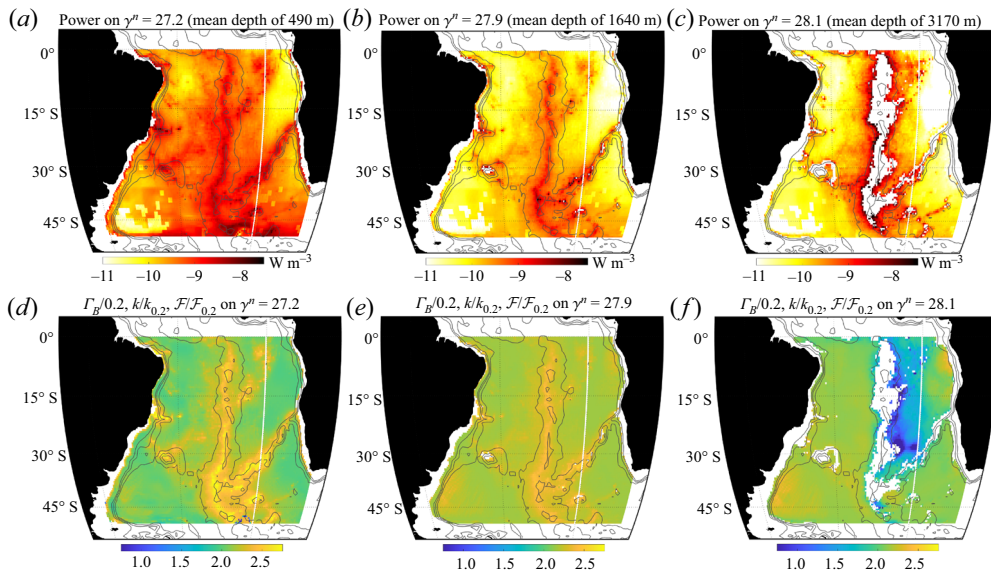 (a) Power on γⁿ = 27.2 (mean depth of 490 m)
(b) Power on γⁿ = 27.9 (mean depth of 1640 m)
(c) Power on γⁿ = 28.1 (mean depth of 3170 m)
0°
15° S
30° S
45° S
0°
15° S
30° S
45° S
0°
15° S
30° S
45° S
−11 −10 −9 −8 W m⁻³
−11 −10 −9 −8 W m⁻³
−11 −10 −9 −8 W m⁻³
(d) Γ_B/0.2, k/k₀.₂, ℱ/ℱ₀.₂ on γⁿ = 27.2
(e) Γ_B/0.2, k/k₀.₂, ℱ/ℱ₀.₂ on γⁿ = 27.9
(f) Γ_B/0.2, k/k₀.₂, ℱ/ℱ₀.₂ on γⁿ = 28.1
0°
15° S
30° S
45° S
0°
15° S
30° S
45° S
0°
15° S
30° S
45° S
1.0 1.5 2.0 2.5
1.0 1.5 2.0 2.5
1.0 1.5 2.0 2.5